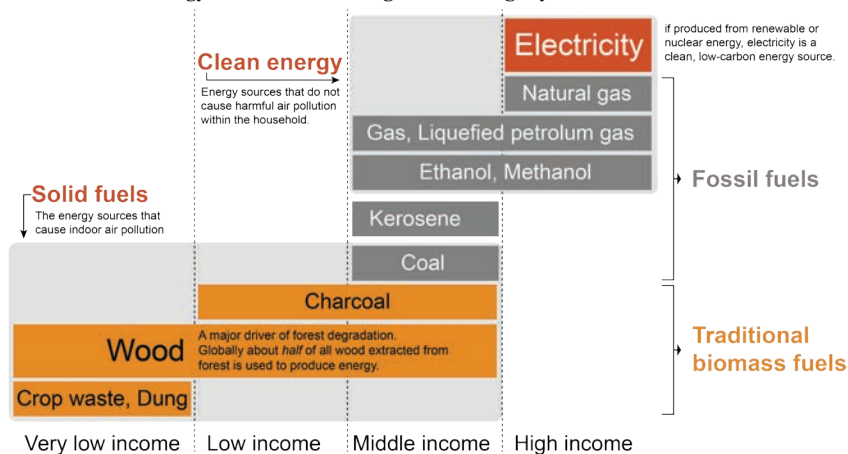 Electricity
if produced from renewable or
nuclear energy, electricity is a
clean, low-carbon energy source.
Clean energy
Energy sources that do not
cause harmful air pollution
within the household.
Natural gas
Gas, Liquefied petrolum gas
Ethanol, Methanol
Fossil fuels
Solid fuels
The energy sources that
cause indoor air pollution
Kerosene
Coal
Charcoal
Wood
A major driver of forest degradation.
Globally about half of all wood extracted from
forest is used to produce energy.
Traditional
biomass fuels
Crop waste, Dung
Very low income
Low income
Middle income
High income